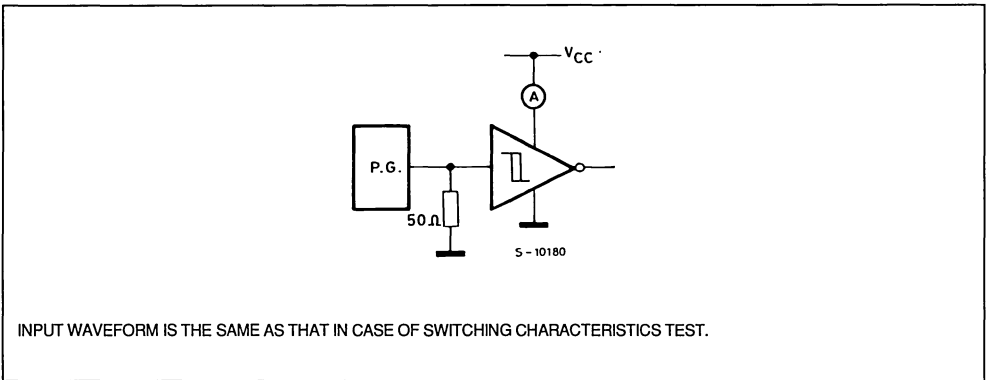 VCC
A
P.G.
50Ω
S-10180
INPUT WAVEFORM IS THE SAME AS THAT IN CASE OF SWITCHING CHARACTERISTICS TEST.